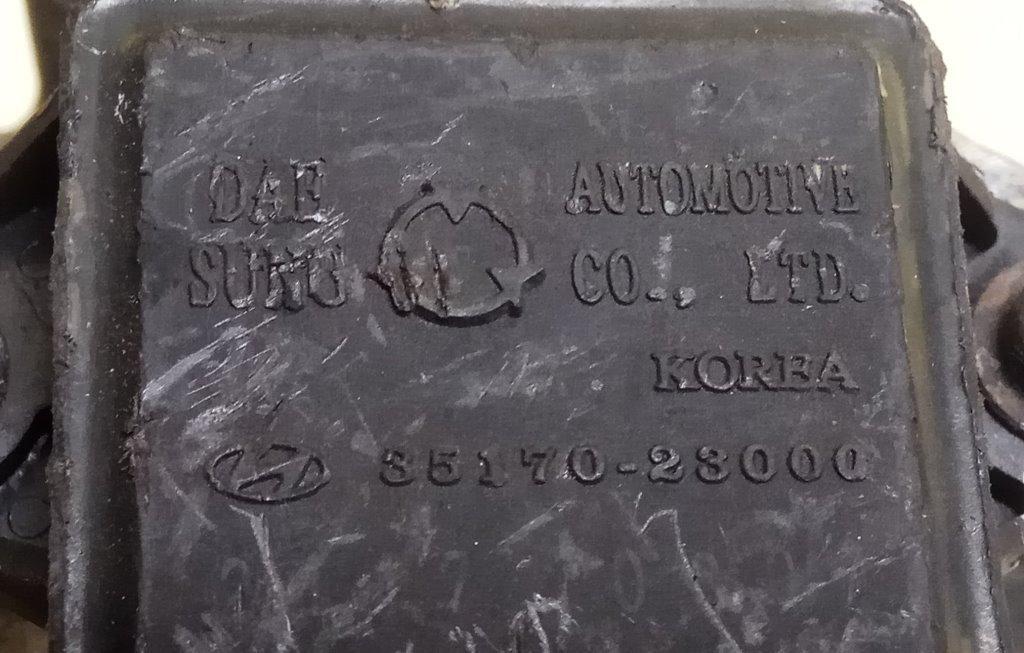 DAE
SUNG
AUTOMOTIVE
CO., LTD.
KOREA
35170-23000